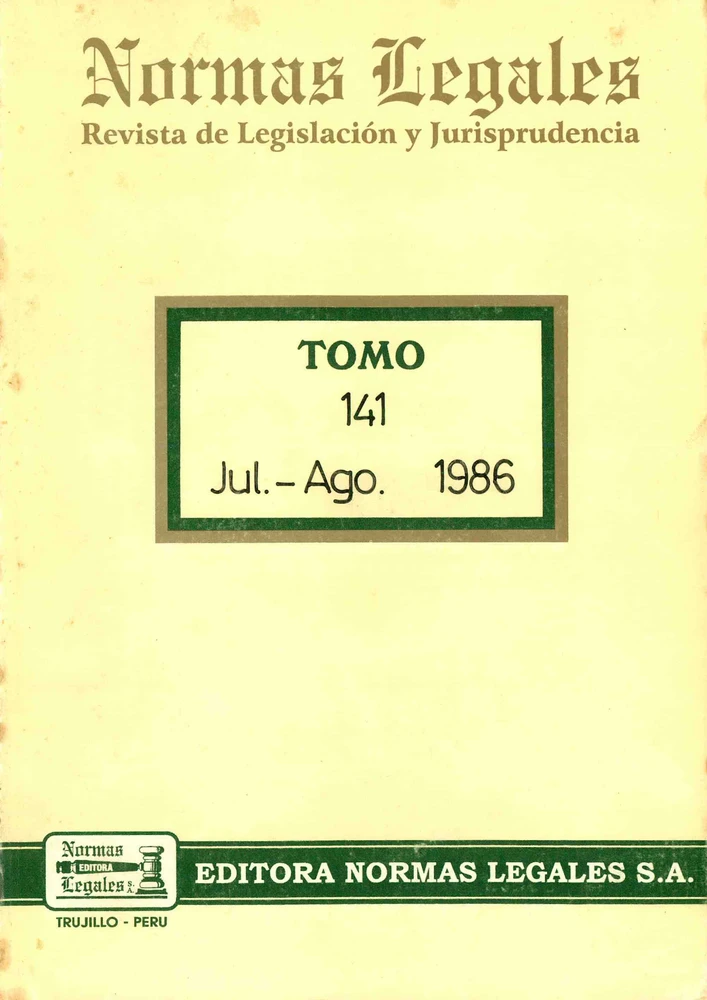 Normas Legales
Revista de Legislación y Jurisprudencia
TOMO
141
Jul. - Ago. 1986
Normas
EDITORA
Legales S.A.
EDITORA NORMAS LEGALES S.A.
TRUJILLO - PERU